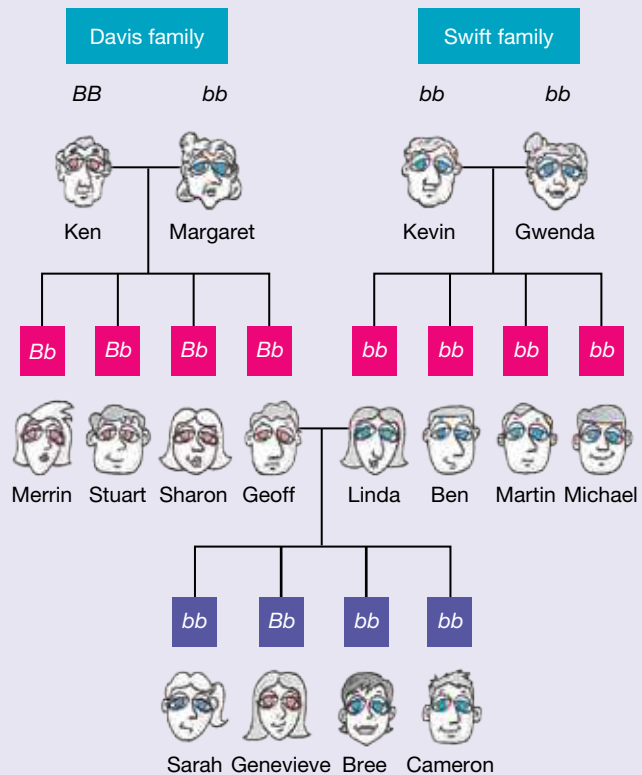 Davis family Swift family
BB bb bb bb
Ken Margaret Kevin Gwenda
Bb Bb Bb Bb bb bb bb bb
Merrin Stuart Sharon Geoff Linda Ben Martin Michael
bb Bb bb bb
Sarah Genevieve Bree Cameron